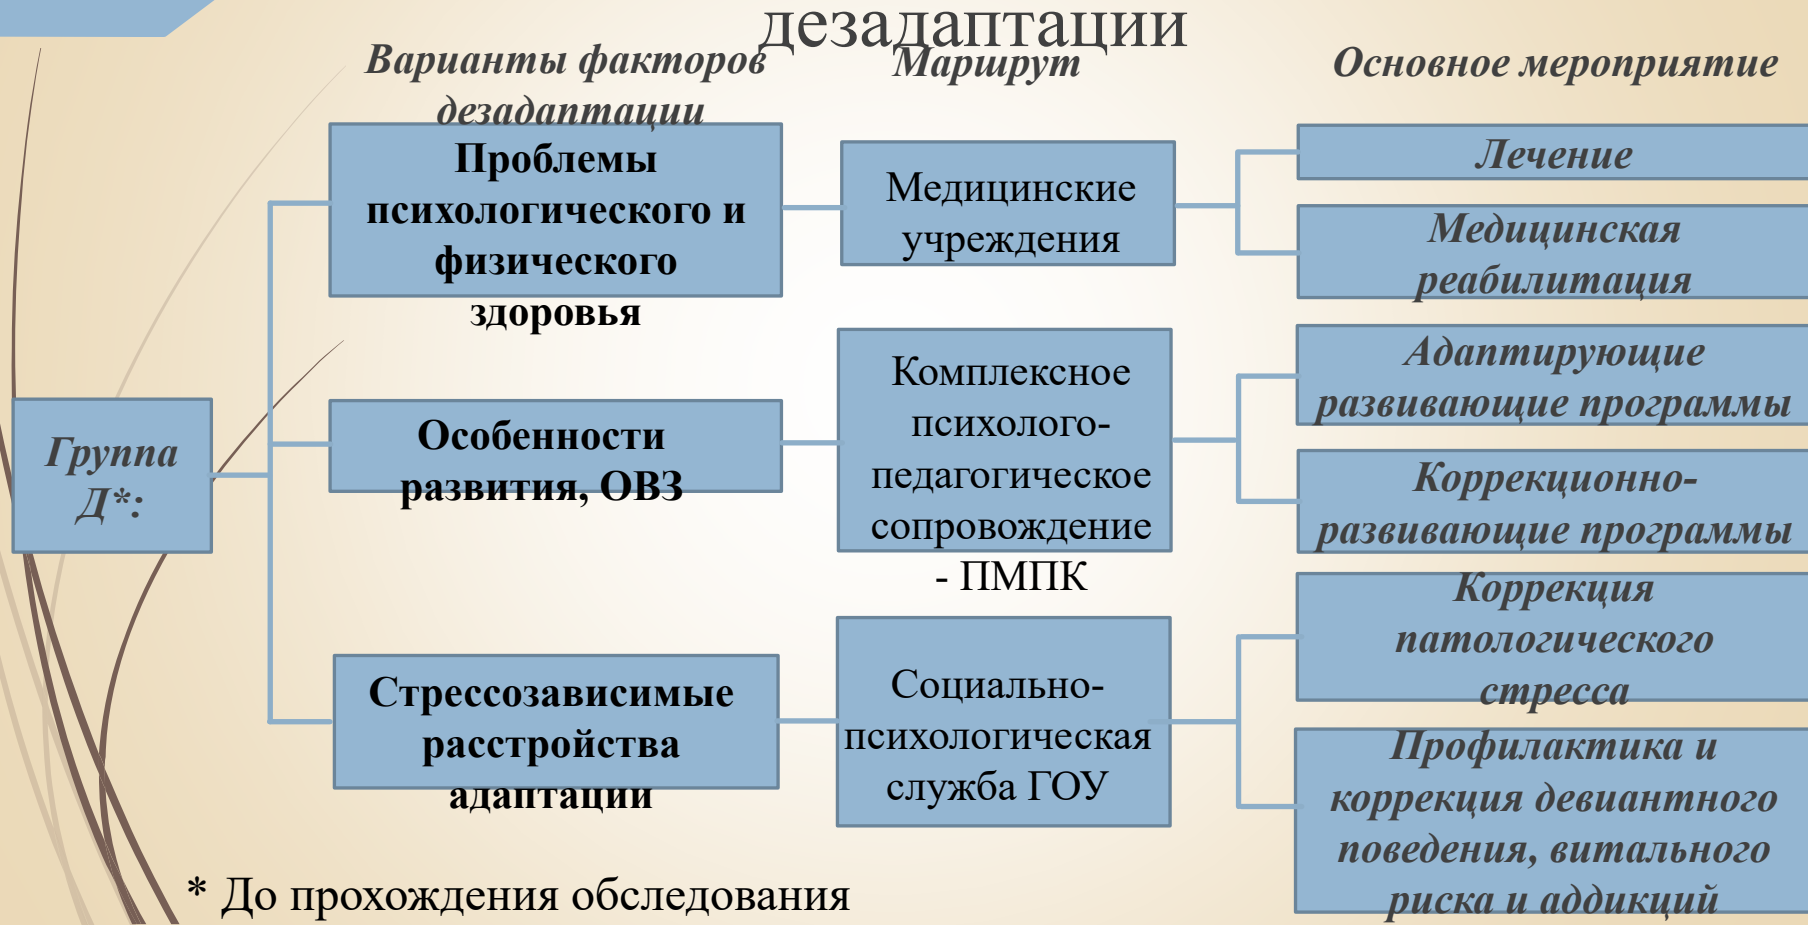 дезадаптации
Варианты факторов
дезадаптации
Маршрут
Основное мероприятие
Группа
Д*:
Проблемы
психологического и
физического
здоровья
Медицинские
учреждения
Лечение
Медицинская
реабилитация
Особенности
развития, ОВЗ
Комплексное
психолого-
педагогическое
сопровождение
- ПМПК
Адаптирующие
развивающие программы
Коррекционно-
развивающие программы
Стрессозависимые
расстройства
адаптации
Социально-
психологическая
служба ГОУ
Коррекция
патологического
стресса
Профилактика и
коррекция девиантного
поведения, витального
риска и аддикций
* До прохождения обследования